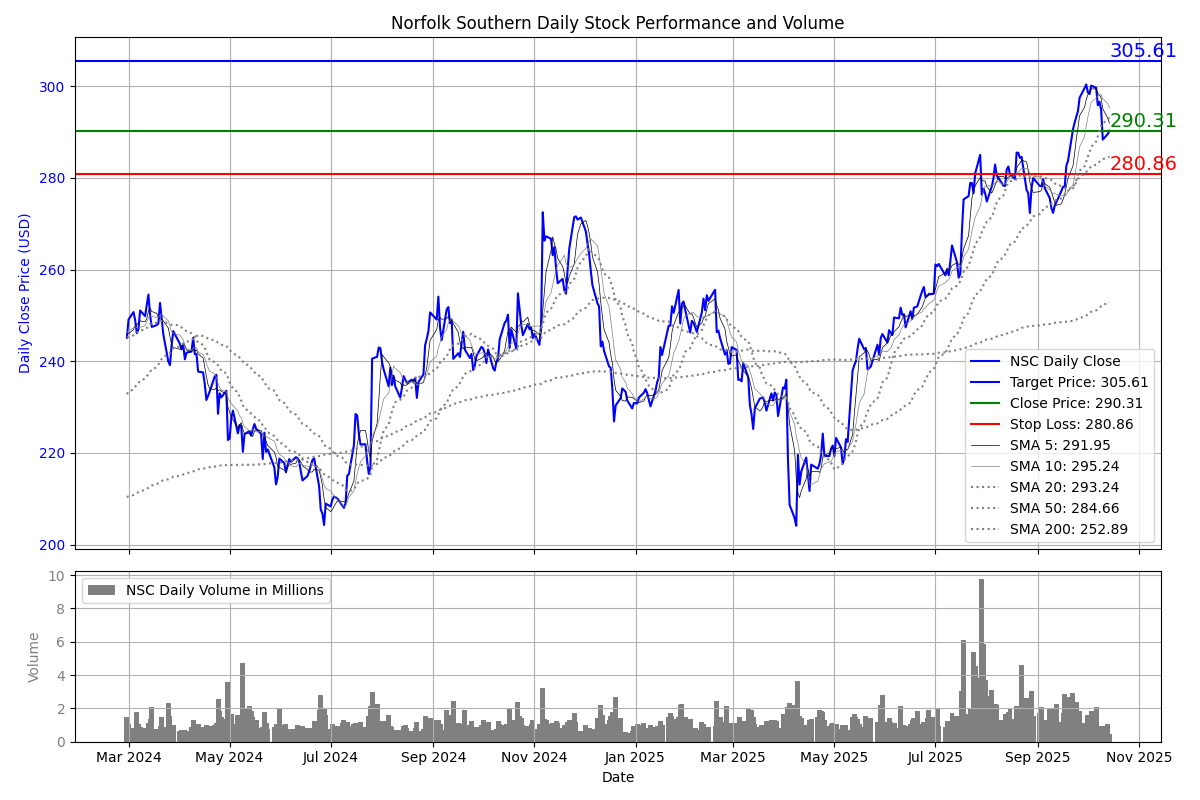 Norfolk Southern Daily Stock Performance and Volume
305.61
300
290.31
280.86
280
260
240
220
200
Daily Close Price (USD)
NSC Daily Close
Target Price: 305.61
Close Price: 290.31
Stop Loss: 280.86
SMA 5: 291.95
SMA 10: 295.24
SMA 20: 293.24
SMA 50: 284.66
SMA 200: 252.89
10
8
6
4
2
0
Volume
NSC Daily Volume in Millions
Mar 2024 May 2024 Jul 2024 Sep 2024 Nov 2024 Jan 2025 Mar 2025 May 2025 Jul 2025 Sep 2025 Nov 2025
Date